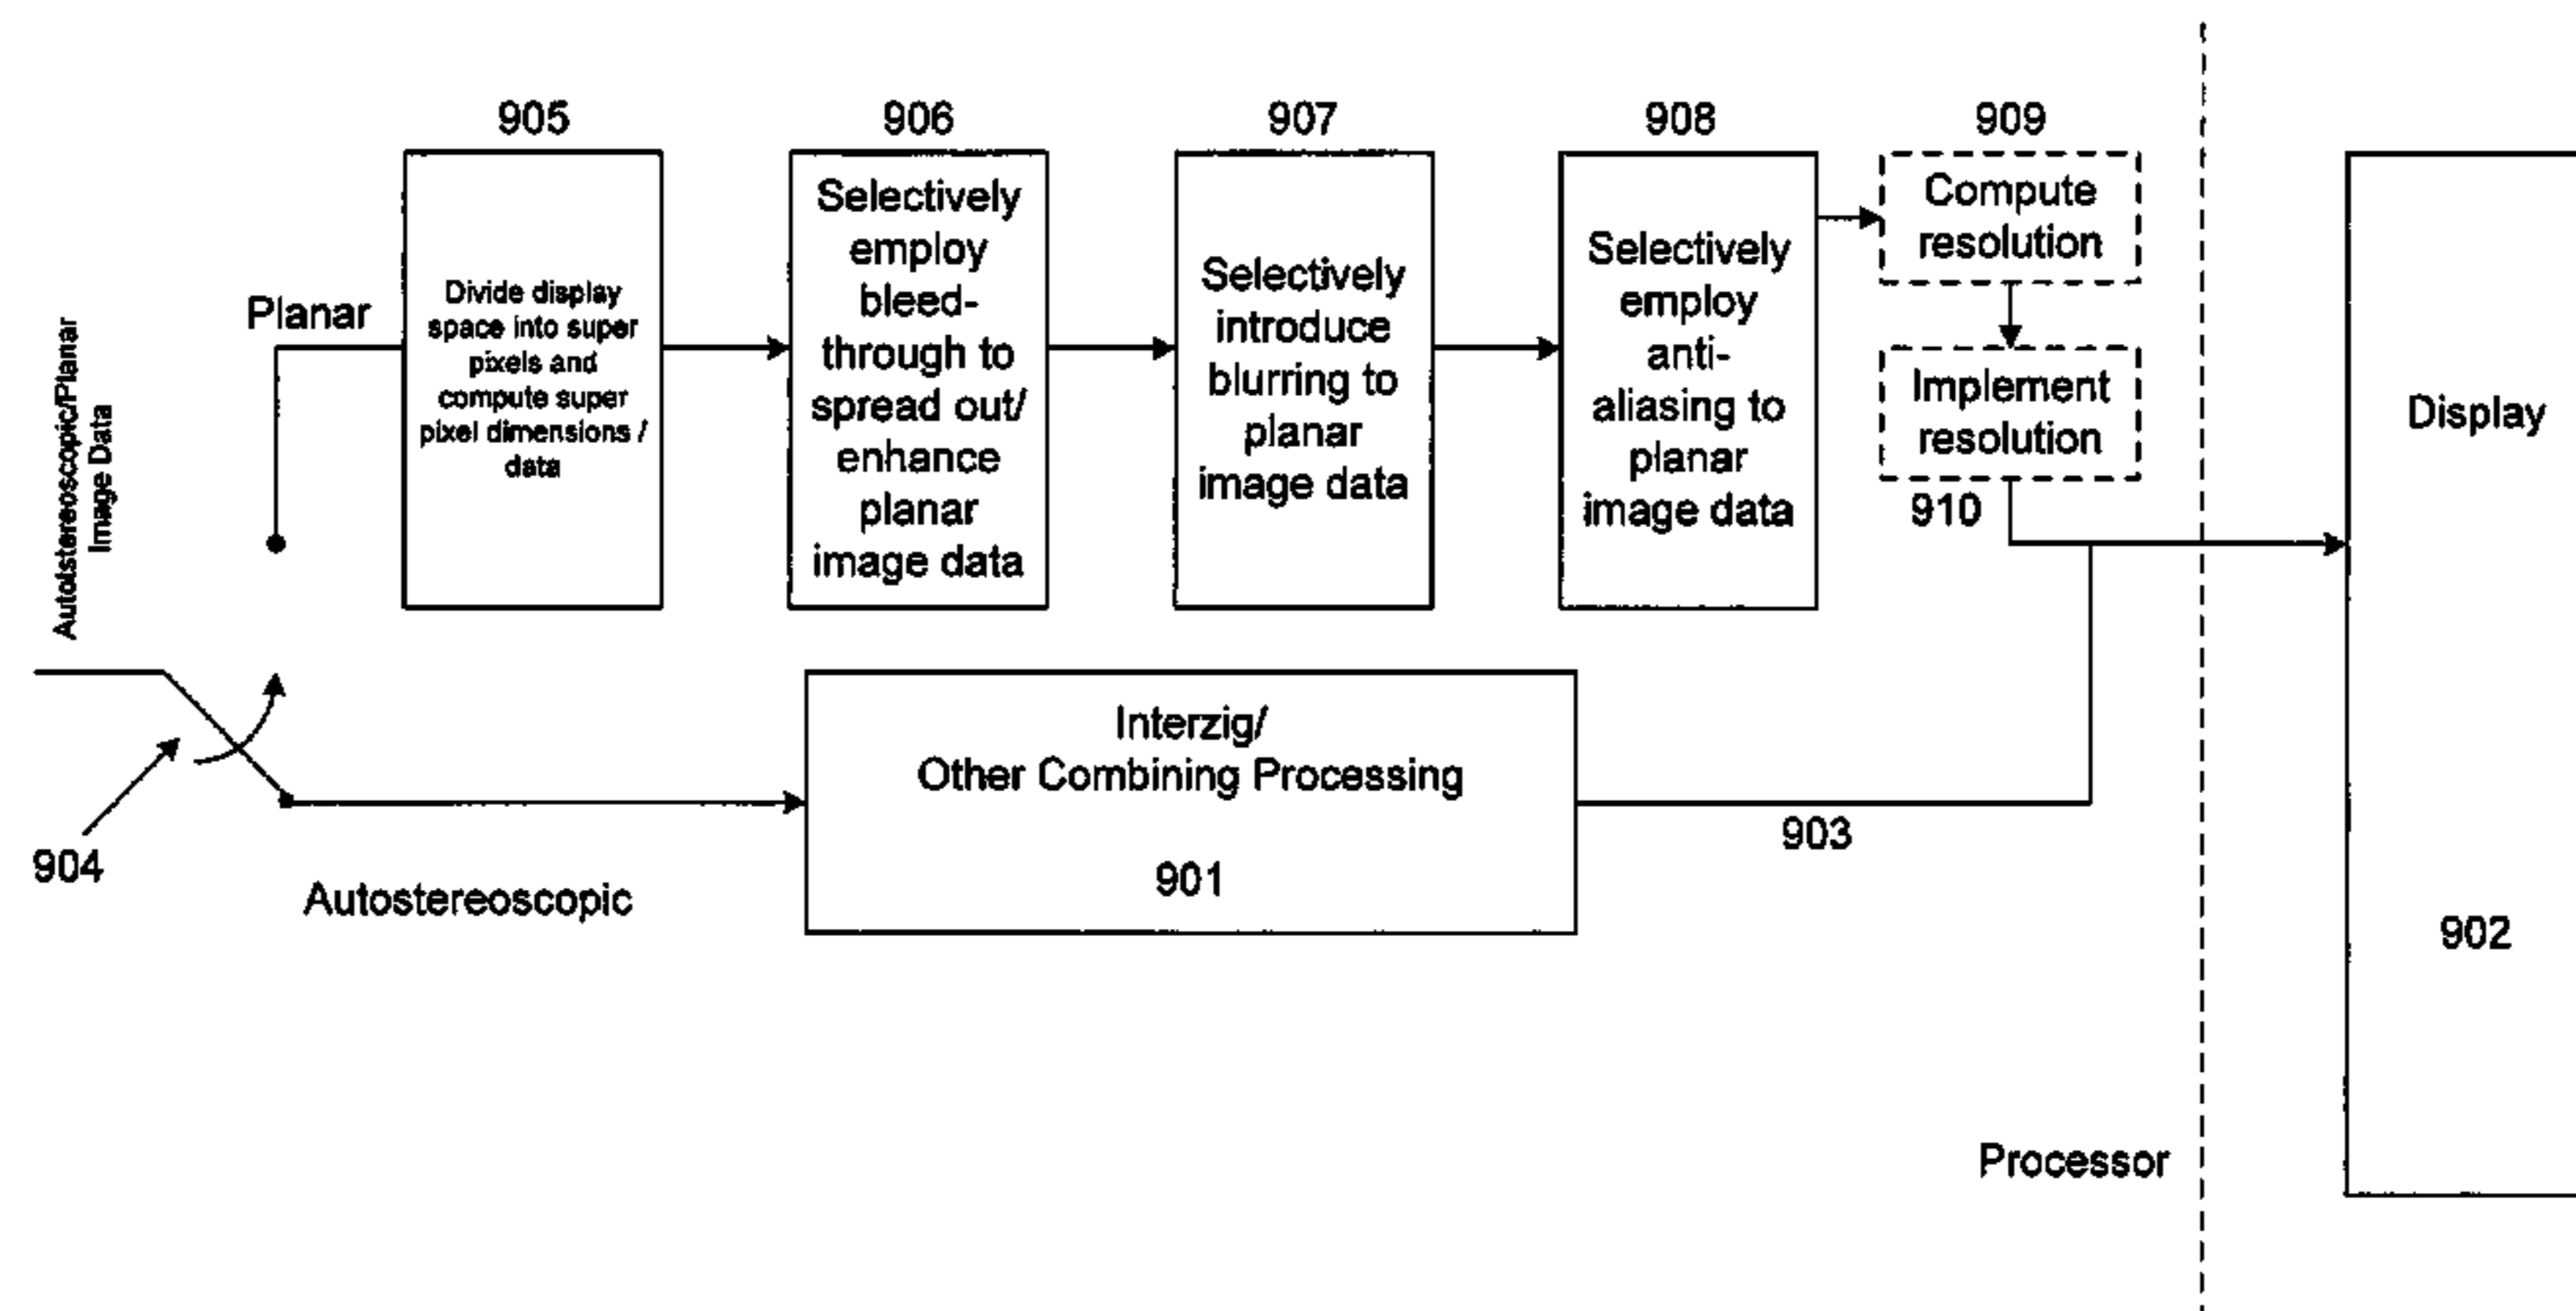 Autoistereoscopic/Planar
Image Data
Planar
905
Divide display
space into super
pixels and
compute super
pixel dimensions /
data
906
Selectively
employ
bleed-
through to
spread out/
enhance
planar
image data
907
Selectively
introduce
blurring to
planar
image data
908
Selectively
employ
anti-
aliasing to
planar
image data
909
Compute
resolution
Implement
resolution
910
Display
902
904
Autostereoscopic
Interzig/
Other Combining Processing
901
903
Processor